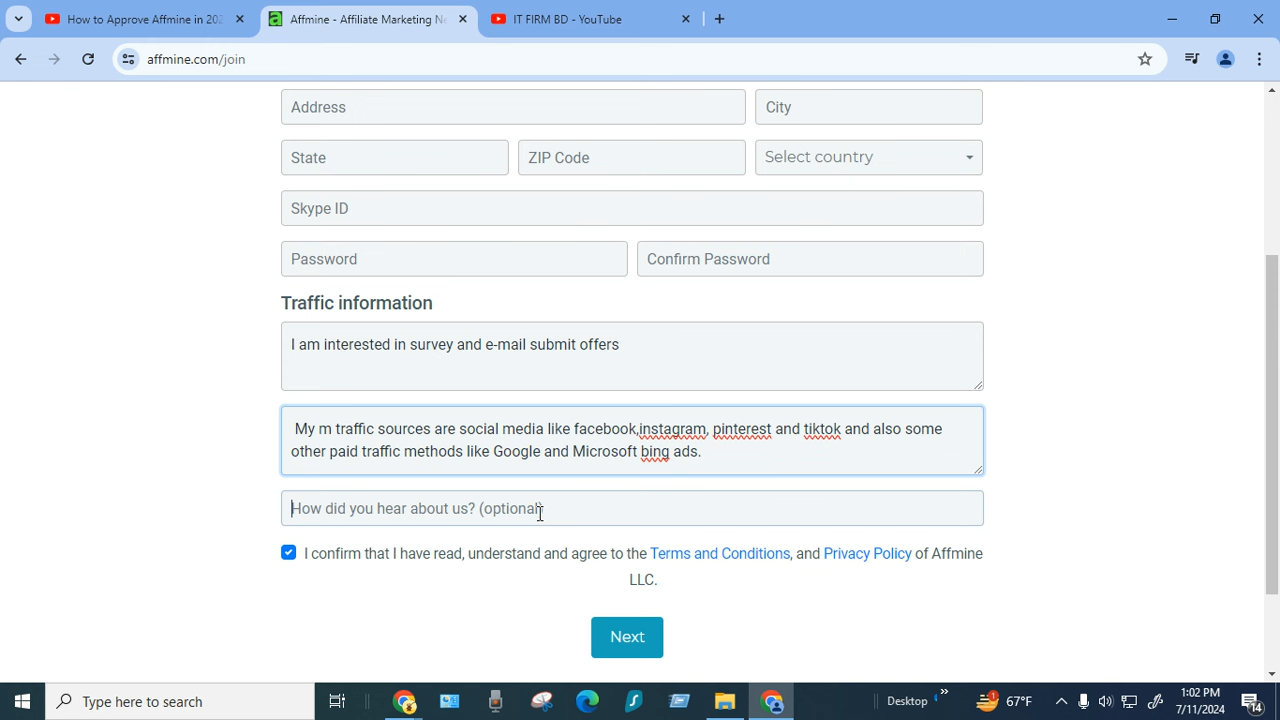 How to Approve Affmine in 202
Affmine - Affiliate Marketing Ne
IT FIRM BD - YouTube
affmine.com/join
Address
City
State
ZIP Code
Select country
Skype ID
Password
Confirm Password
Traffic information
I am interested in survey and e-mail submit offers
My m traffic sources are social media like facebook,instagram, pinterest and tiktok and also some
other paid traffic methods like Google and Microsoft bing ads.
How did you hear about us? (optional)
I confirm that I have read, understand and agree to the Terms and Conditions, and Privacy Policy of Affmine
LLC.
Next
Type here to search
Desktop
1
67°F
1:02 PM
7/11/2024
14